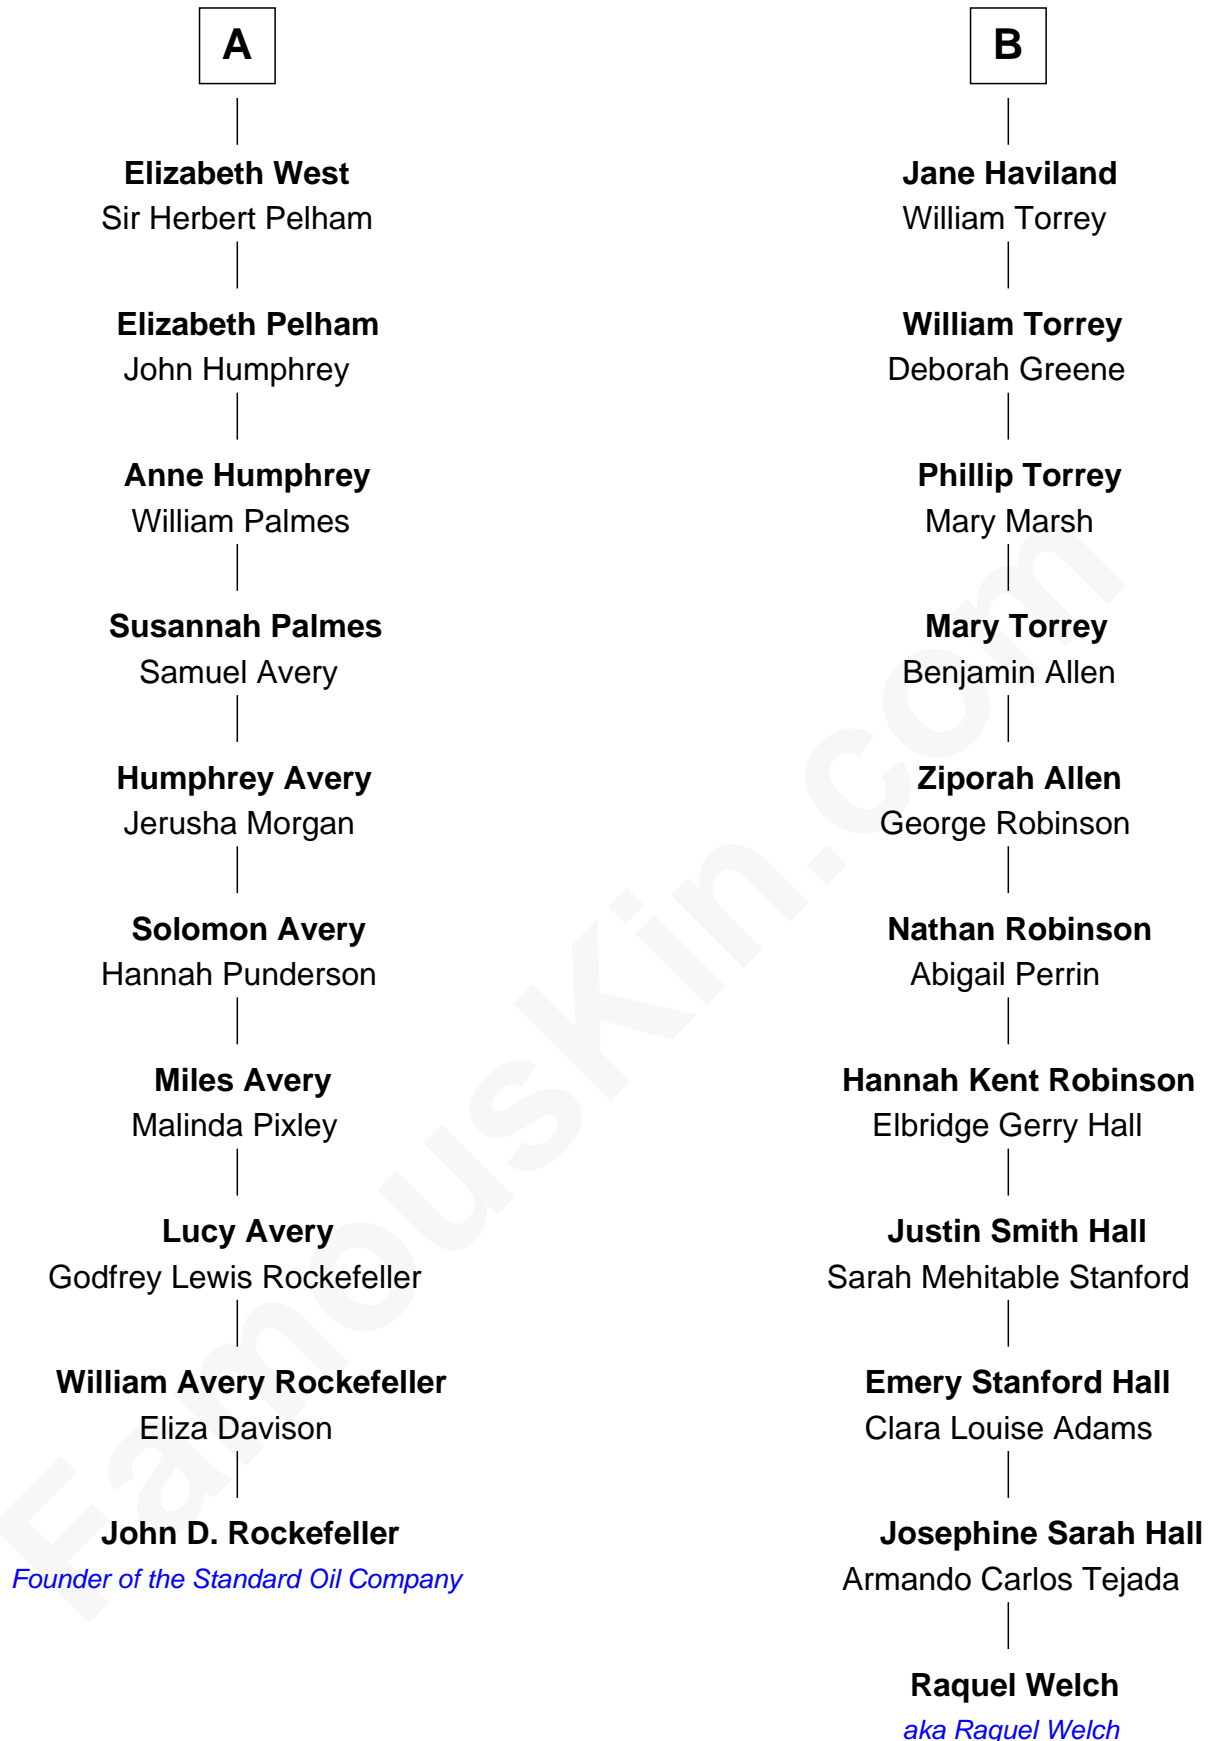 A
Elizabeth West
Sir Herbert Pelham
Elizabeth Pelham
John Humphrey
Anne Humphrey
William Palmes
Susannah Palmes
Samuel Avery
Humphrey Avery
Jerusha Morgan
Solomon Avery
Hannah Punderson
Miles Avery
Malinda Pixley
Lucy Avery
Godfrey Lewis Rockefeller
William Avery Rockefeller
Eliza Davison
John D. Rockefeller
Founder of the Standard Oil Company
B
Jane Haviland
William Torrey
William Torrey
Deborah Greene
Phillip Torrey
Mary Marsh
Mary Torrey
Benjamin Allen
Ziporah Allen
George Robinson
Nathan Robinson
Abigail Perrin
Hannah Kent Robinson
Elbridge Gerry Hall
Justin Smith Hall
Sarah Mehitable Stanford
Emery Stanford Hall
Clara Louise Adams
Josephine Sarah Hall
Armando Carlos Tejada
Raquel Welch
aka Raquel Welch
FamousKin.com